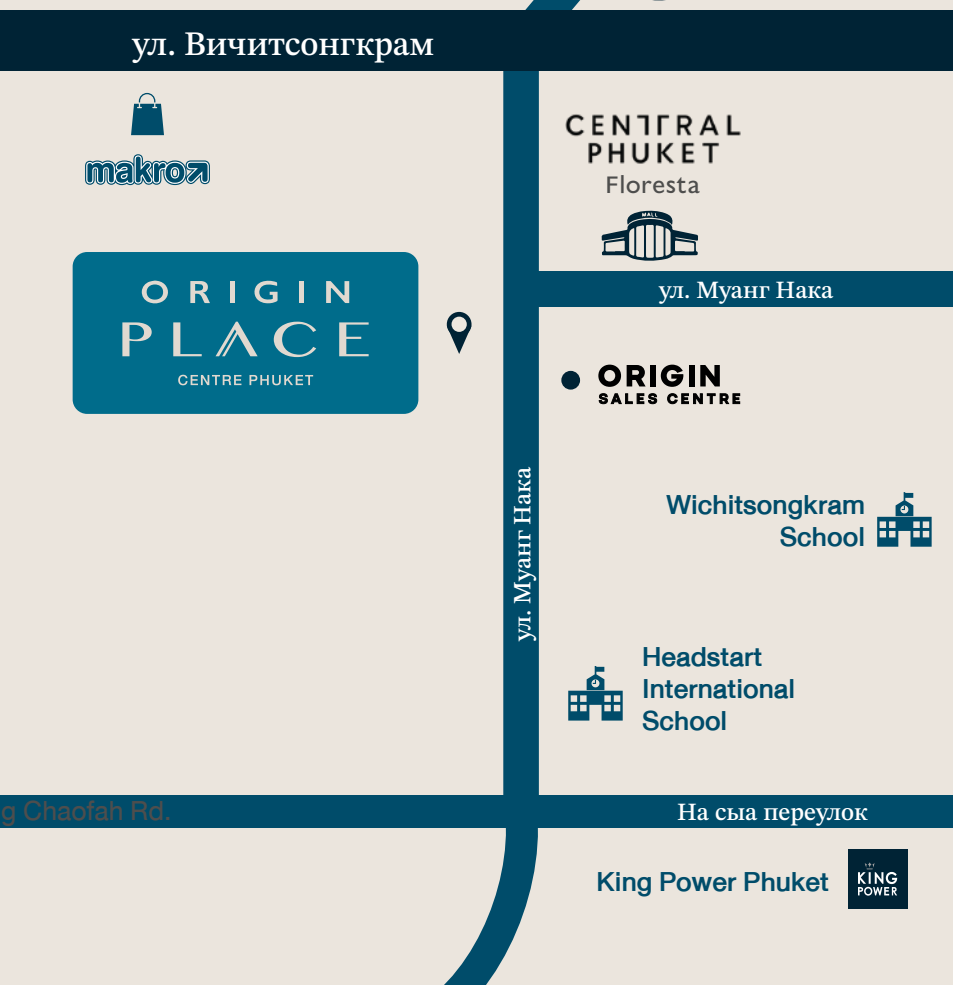 ул. Вичитсонгкрам
makro
CENTRAL
PHUKET
Floresta
MALL
ул. Муанг Нака
ORIGIN
PLACE
CENTRE PHUKET
ORIGIN
SALES CENTRE
Wichitsongkram
School
ул. Муанг Нака
Headstart
International
School
g Chaofah Rd.
На сыа переулок
King Power Phuket
KING
POWER